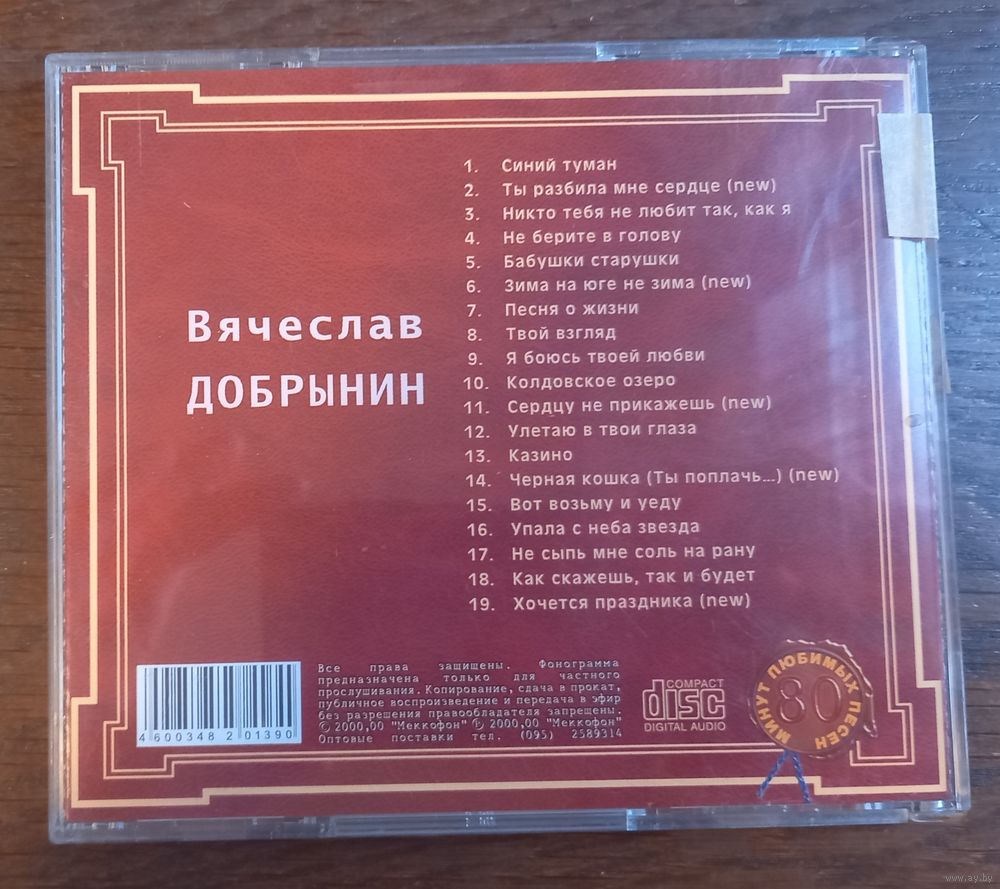 Вячеслав
ДОБРЫНИН
1. Синий туман
2. Ты разбила мне сердце (new)
3. Никто тебя не любит так, как я
4. Не берите в голову
5. Бабушки старушки
6. Зима на юге не зима (new)
7. Песня о жизни
8. Твой взгляд
9. Я боюсь твоей любви
10. Колдовское озеро
11. Сердцу не прикажешь (new)
12. Улетаю в твои глаза
13. Казино
14. Черная кошка (Ты поплачь…) (new)
15. Вот возьму и уеду
16. Упала с неба звезда
17. Не сыпь мне соль на рану
18. Как скажешь, так и будет
19. Хочется праздника (new)
4600348 201390
Все права защищены. Фонограмма
предназначена только для частного
прослушивания. Копирование, сдача в прокат,
публичное воспроизведение и передача в эфир
без разрешения правообладателя запрещены.
© 2000,00 "Меккофон" ℗ 2000,00 "Меккофон"
Оптовые поставки тел. (095) 2589314
COMPACT
disc
DIGITAL AUDIO
80
МИНУТ ЛЮБИМЫХ ПЕСЕН
www.ay.by